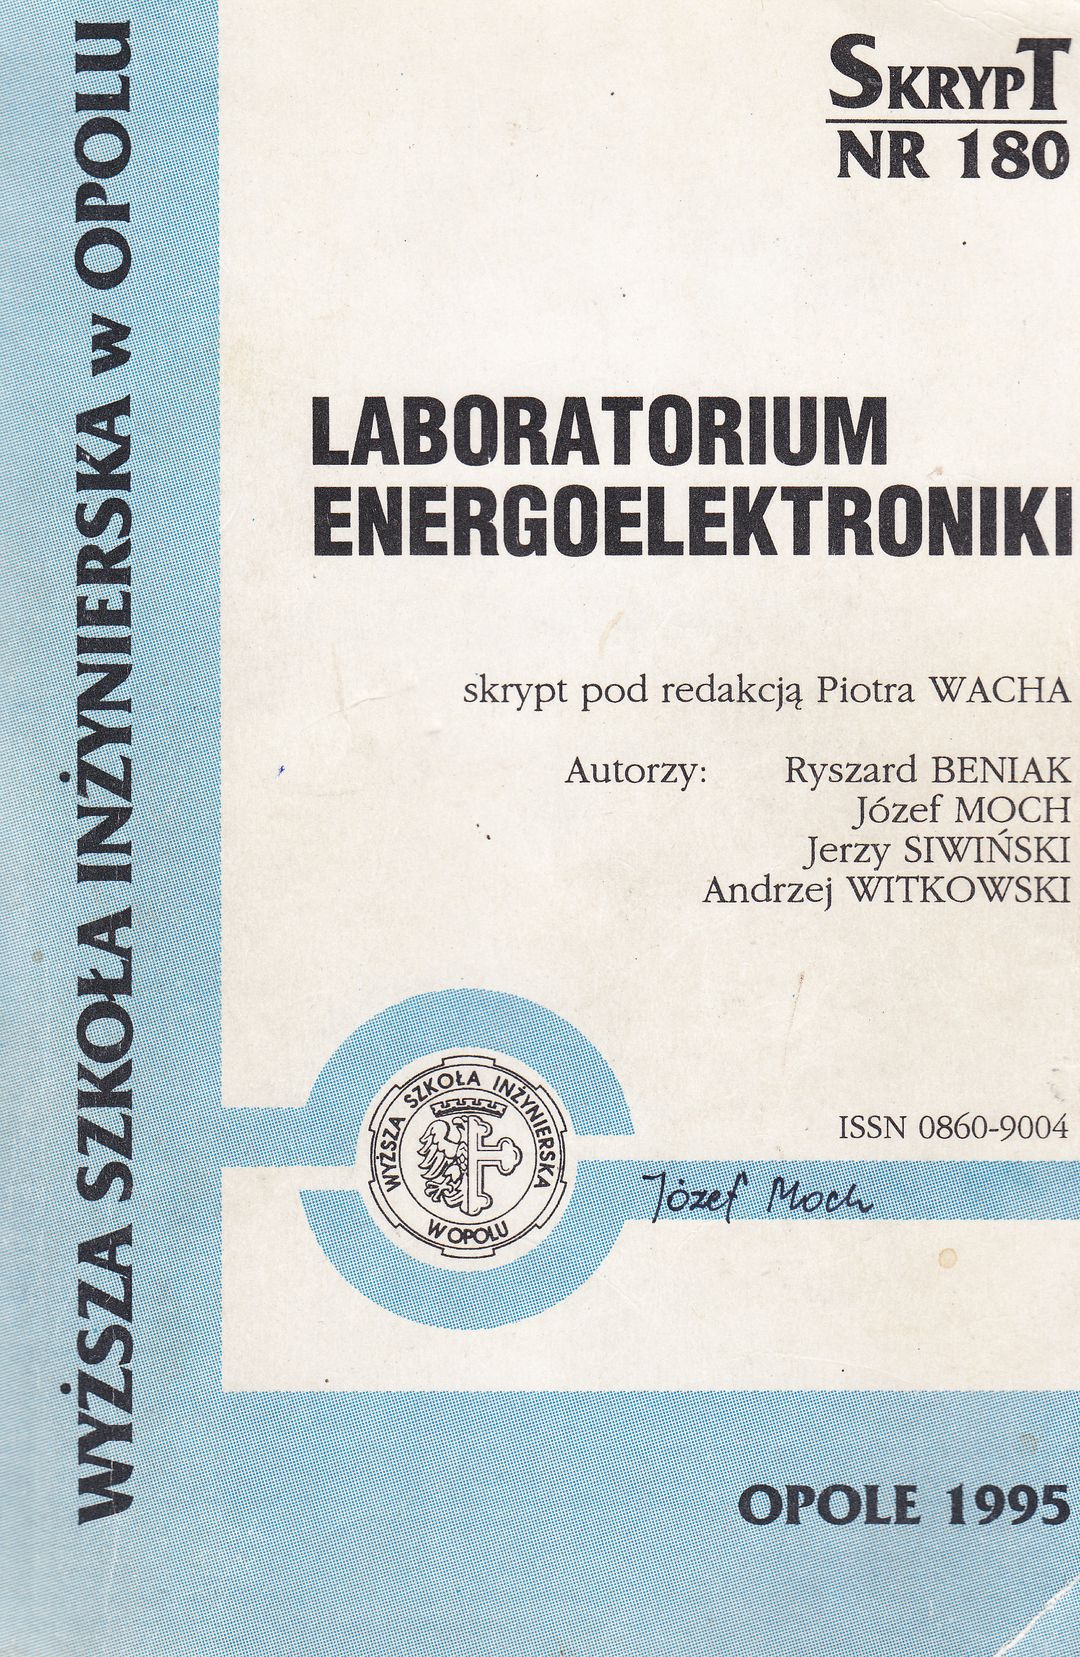 SKRYPT
NR 180
WYŻSZA SZKOŁA INŻYNIERSKA w OPOLU
LABORATORIUM
ENERGOELEKTRONIKI
skrypt pod redakcją Piotra WACHA
Autorzy: Ryszard BENIAK
Józef MOCH
Jerzy SIWIŃSKI
Andrzej WITKOWSKI
WYŻSZA SZKOŁA INŻYNIERSKA
W OPOLU
ISSN 0860-9004
Józef Moch
OPOLE 1995